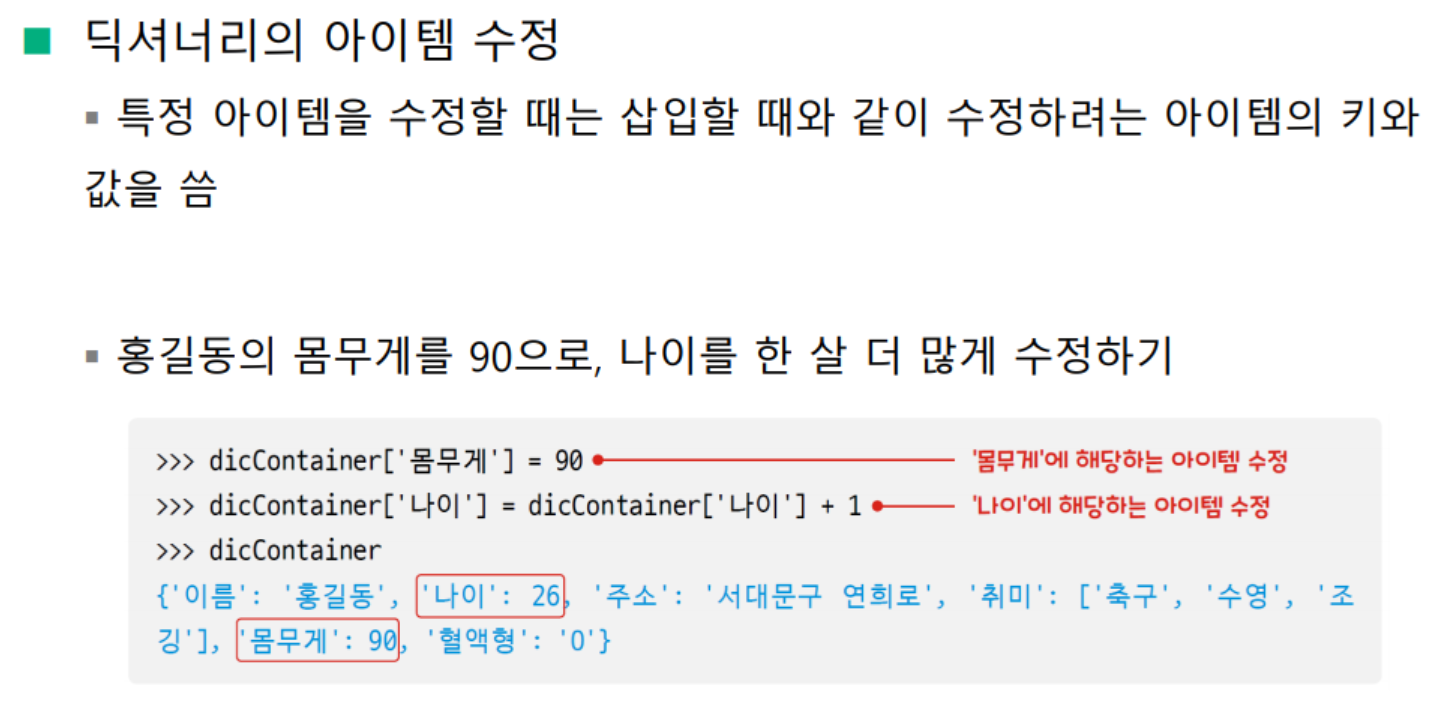 딕셔너리의 아이템 수정
특정 아이템을 수정할 때는 삽입할 때와 같이 수정하려는 아이템의 키와
값을 씀
홍길동의 몸무게를 90으로, 나이를 한 살 더 많게 수정하기
>>> dicContainer['몸무게'] = 90 '몸무게'에 해당하는 아이템 수정
>>> dicContainer['나이'] = dicContainer['나이'] + 1 '나이'에 해당하는 아이템 수정
>>> dicContainer
{'이름': '홍길동', '나이': 26, '주소': '서대문구 연희로', '취미': ['축구', '수영', '조
깅'], '몸무게': 90, '혈액형': 'O'}